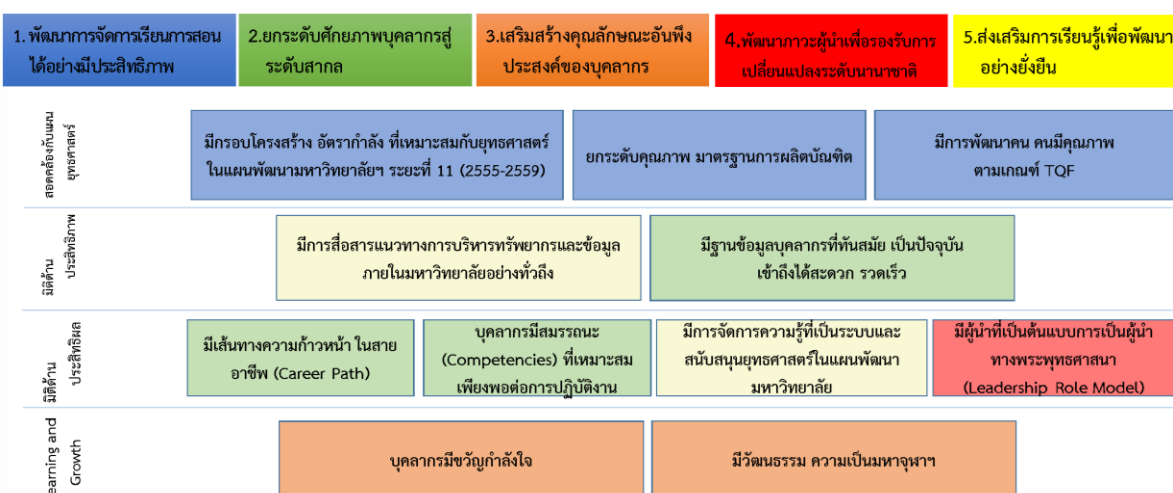 1. พัฒนาการจัดการเรียนการสอน
ได้อย่างมีประสิทธิภาพ
2.ยกระดับศักยภาพบุคลากรสู่
ระดับสากล
3.เสริมสร้างคุณลักษณะอันพึง
ประสงค์ของบุคลากร
4.พัฒนาภาวะผู้นำเพื่อรองรับการ
เปลี่ยนแปลงระดับนานาชาติ
5.ส่งเสริมการเรียนรู้เพื่อพัฒนา
อย่างยั่งยืน
สอดคล้องกับแผน
ยุทธศาสตร์
มีกรอบโครงสร้าง อัตรากำลัง ที่เหมาะสมกับยุทธศาสตร์
ในแผนพัฒนามหาวิทยาลัยฯ ระยะที่ 11 (2555-2559)
ยกระดับคุณภาพ มาตรฐานการผลิตบัณฑิต
มีการพัฒนาคน คนมีคุณภาพ
ตามเกณฑ์ TQF
มิติด้าน
ประสิทธิภาพ
มีการสื่อสารแนวทางการบริหารทรัพยากรและข้อมูล
ภายในมหาวิทยาลัยอย่างทั่วถึง
มีฐานข้อมูลบุคลากรที่ทันสมัย เป็นปัจจุบัน
เข้าถึงได้สะดวก รวดเร็ว
มิติด้าน
ประสิทธิผล
มีเส้นทางความก้าวหน้า ในสาย
อาชีพ (Career Path)
บุคลากรมีสมรรถนะ
(Competencies) ที่เหมาะสม
เพียงพอต่อการปฏิบัติงาน
มีการจัดการความรู้ที่เป็นระบบและ
สนับสนุนยุทธศาสตร์ในแผนพัฒนา
มหาวิทยาลัย
มีผู้นำที่เป็นต้นแบบการเป็นผู้นำ
ทางพระพุทธศาสนา
(Leadership Role Model)
earning and
Growth
บุคลากรมีขวัญกำลังใจ
มีวัฒนธรรม ความเป็นมหาจุฬาฯ